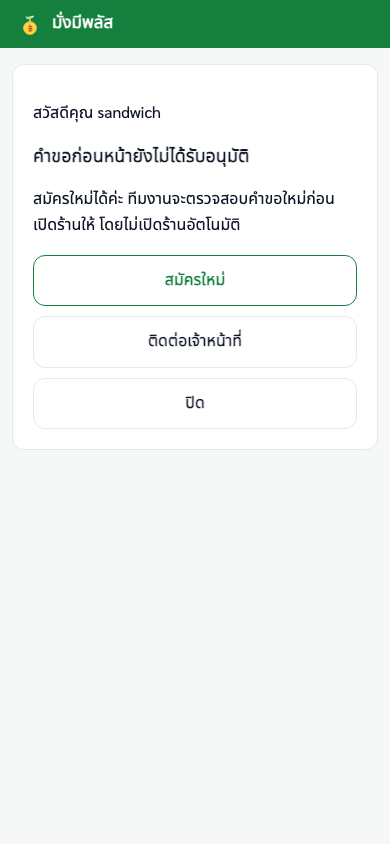 มั่งมีพลัส
สวัสดีคุณ sandwich
คำขอก่อนหน้ายังไม่ได้รับอนุมัติ
สมัครใหม่ได้ค่ะ ทีมงานจะตรวจสอบคำขอใหม่ก่อน
เปิดร้านให้ โดยไม่เปิดร้านอัตโนมัติ
สมัครใหม่
ติดต่อเจ้าหน้าที่
ปิด